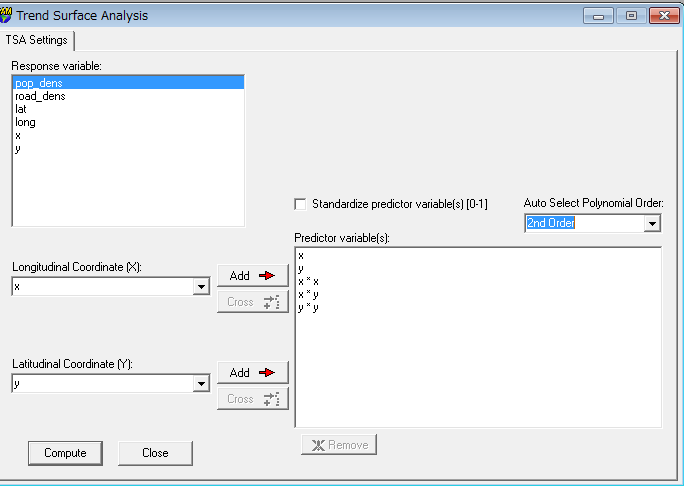 Trend Surface Analysis
TSA Settings
Response variable:
pop_dens
road_dens
lat
long
x
y
Standardize predictor variable(s) [0-1]
Auto Select Polynomial Order:
2nd Order
Predictor variable(s):
x
y
x * x
x * y
y * y
Longitudinal Coordinate (X):
x
Add
Cross
Latitudinal Coordinate (Y):
y
Add
Cross
Remove
Compute
Close